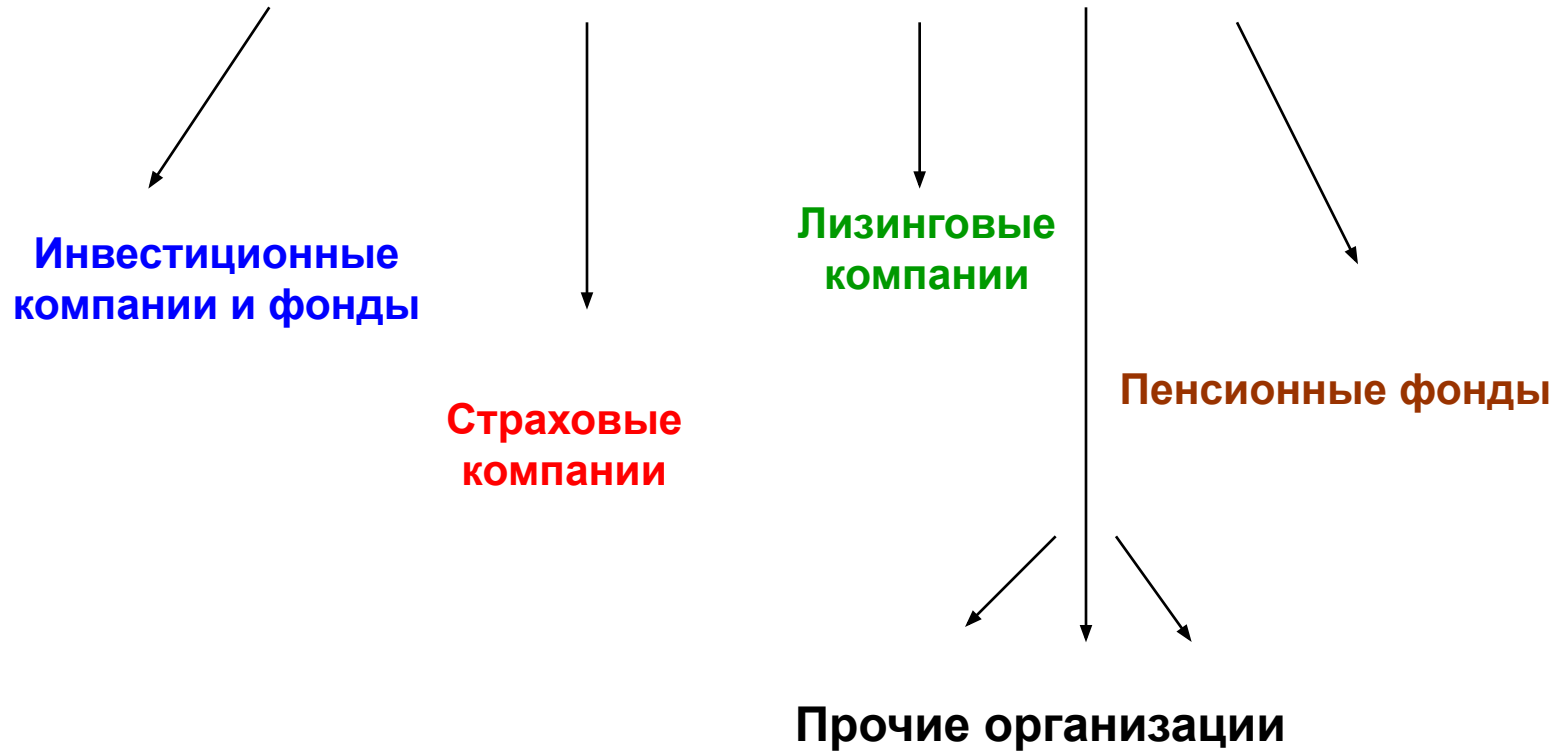 Инвестиционные
компании и фонды
Страховые
компании
Лизинговые
компании
Пенсионные фонды
Прочие организации